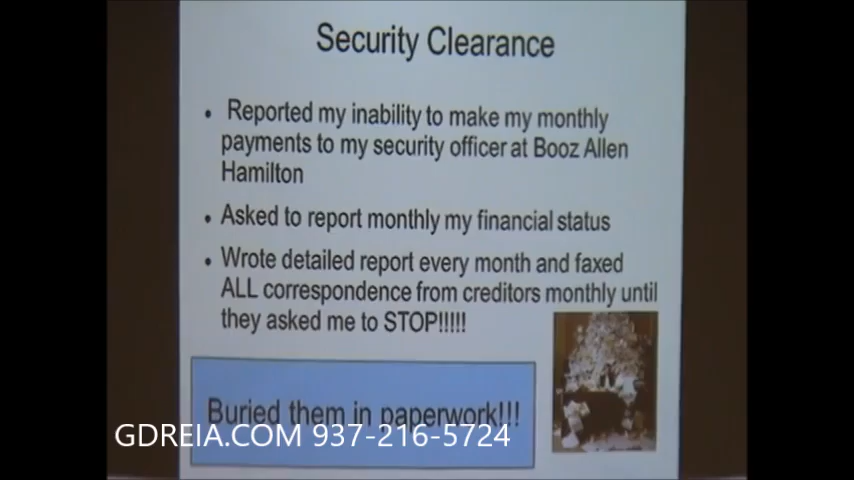 Security Clearance
• Reported my inability to make my monthly
payments to my security officer at Booz Allen
Hamilton
• Asked to report monthly my financial status
• Wrote detailed report every month and faxed
ALL correspondence from creditors monthly until
they asked me to STOP!!!!!
Buried them in paperwork!!!
GDREIA.COM 937-216-5724